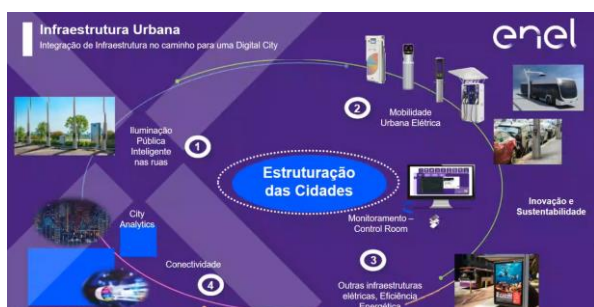 Infraestrutura Urbana
Integração de Infraestrutura no caminho para uma Digital City
enel
1
Iluminação
Pública
Inteligente
nas ruas
2
Mobilidade
Urbana Elétrica
Estruturação
das Cidades
Inovação e
Sustentabilidade
Monitoramento –
Control Room
3
Outras infraestruturas
elétricas, Eficiência
Energética
City
Analytics
Conectividade
4